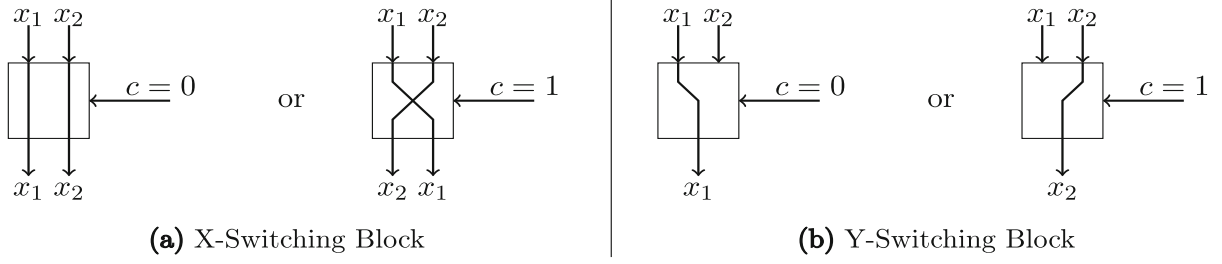 x₁ x₂ x₁ x₂ x₁ x₂ x₁ x₂
c = 0 or c = 1 c = 0 or c = 1
x₁ x₂ x₂ x₁ x₁ x₂
(a) X-Switching Block (b) Y-Switching Block